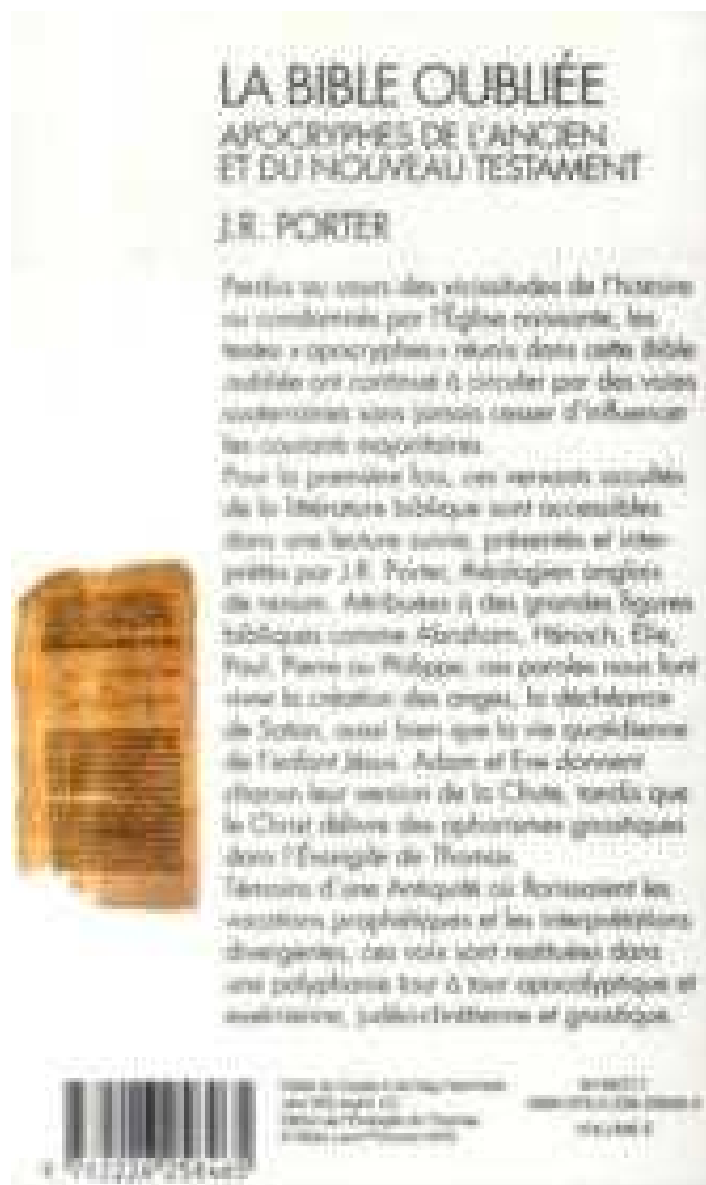 LA BIBLE OUBLIÉE
APOCRYPHES DE L'ANCIEN
ET DU NOUVEAU TESTAMENT
J.R. PORTER
Perdus au cours des vicissitudes de l'histoire
ou condamnés par l'Église naissante, les
textes « apocryphes » réunis dans cette Bible
oubliée ont continué à circuler par des voies
souterraines sans jamais cesser d'influencer
les courants majoritaires.
Pour la première fois, ces versants occultés
de la littérature biblique sont accessibles
dans une lecture suivie, présentés et inter-
prétés par J.R. Porter, théologien anglais
de renom. Attribuées à des grandes figures
bibliques comme Abraham, Hénoch, Élie,
Paul, Pierre ou Philippe, ces paroles nous font
vivre la création des anges, la déchéance
de Satan, aussi bien que la vie quotidienne
de l'enfant Jésus. Adam et Eve donnent
chacun leur version de la Chute, tandis que
le Christ délivre des aphorismes gnostiques
dans l'Évangile de Thomas.
Témoins d'une Antiquité où florissaient les
vocations prophétiques et les interprétations
divergentes, ces voix sont restituées dans
une polyphonie tour à tour apocalyptique et
essénienne, judéo-chrétienne et gnostique.